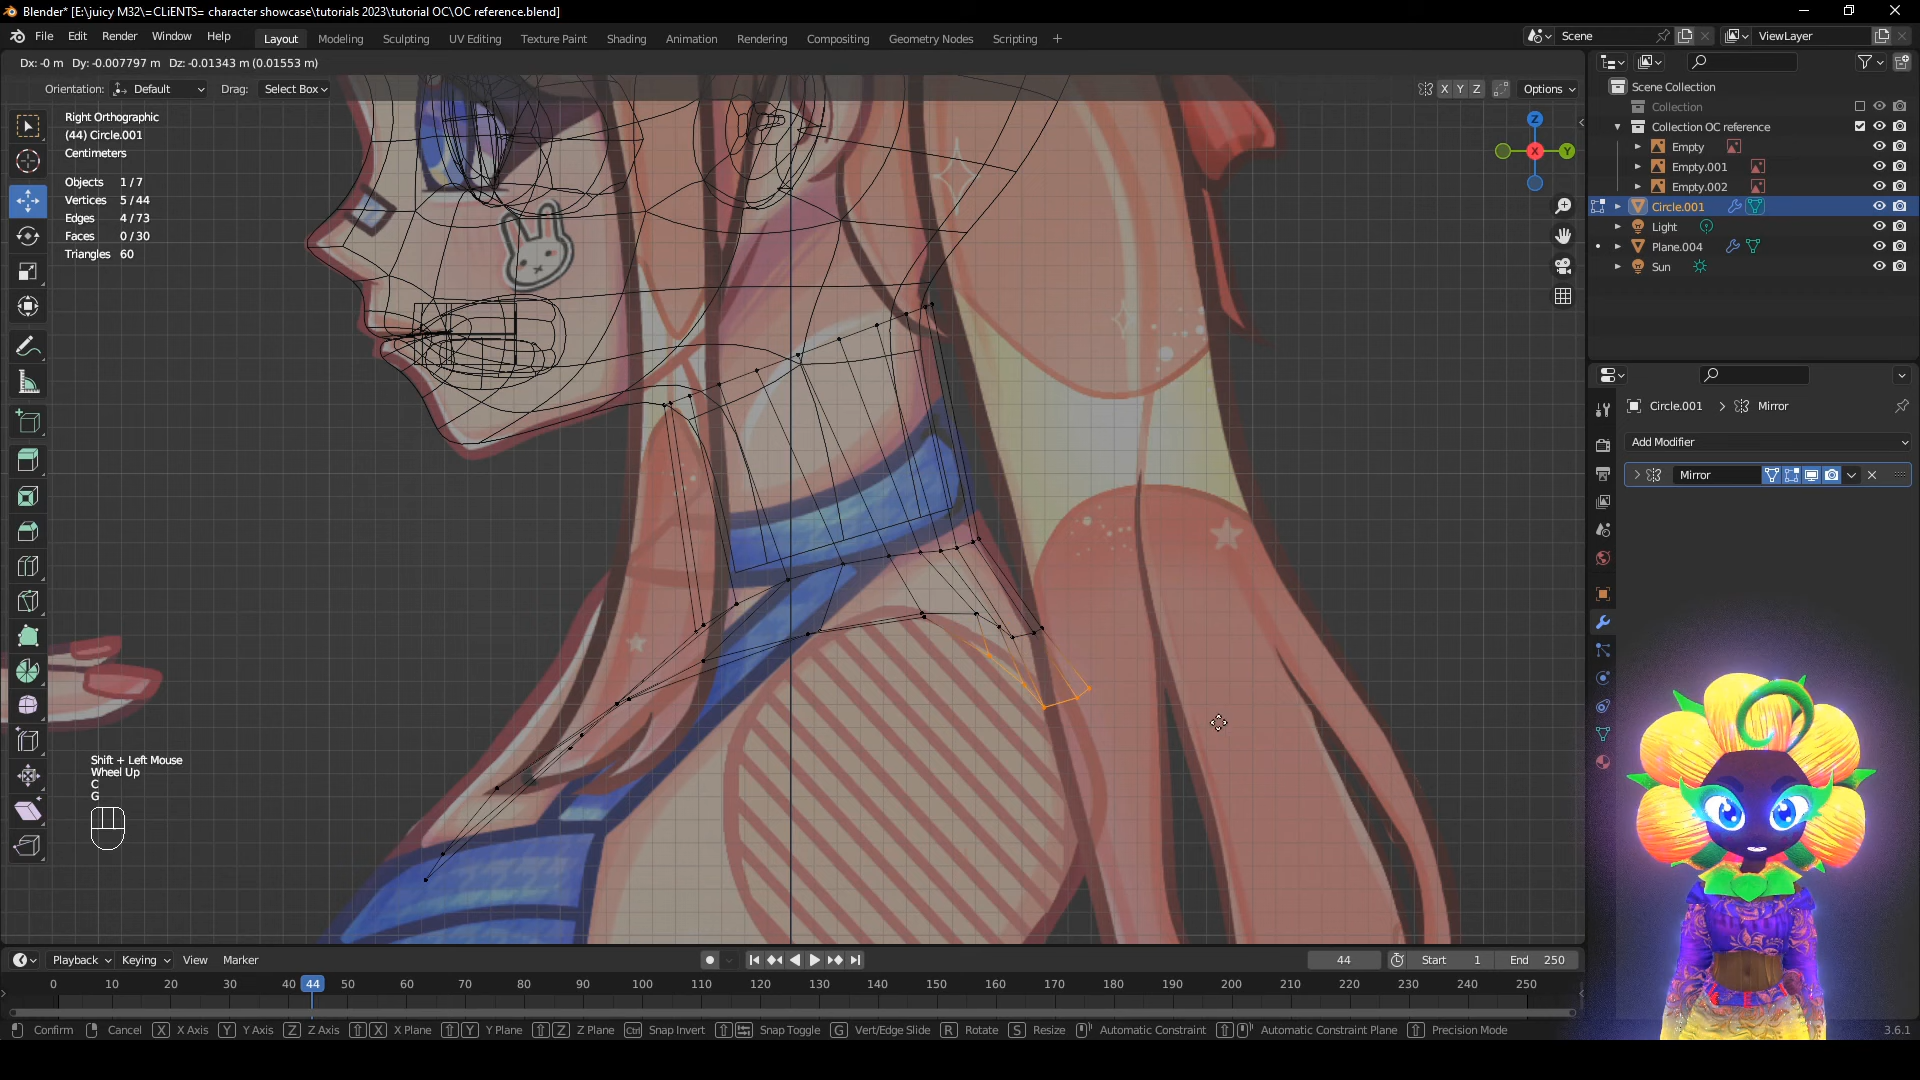 Blender* [E:\juicy M32\=CLiENTS= character showcase\tutorials 2023\tutorial OC\OC reference.blend]
File Edit Render Window Help Layout Modeling Sculpting UV Editing Texture Paint Shading Animation Rendering Compositing Geometry Nodes Scripting + Scene ViewLayer
Dx: -0 m Dy: -0.007797 m Dz: -0.01343 m (0.01553 m)
Orientation: Default Drag: Select Box X Y Z Options
Right Orthographic
(44) Circle.001
Centimeters
Objects 1/7
Vertices 5/44
Edges 4/73
Faces 0/30
Triangles 60
Z
X
Y
Scene Collection
Collection
Collection OC reference
Empty
Empty.001
Empty.002
Circle.001
Light
Plane.004
Sun
Circle.001 > Mirror
Add Modifier
Mirror
Shift + Left Mouse
Wheel Up
C
G
Playback Keying View Marker 44 Start 1 End 250
0 10 20 30 40 44 50 60 70 80 90 100 110 120 130 140 150 160 170 180 190 200 210 220 230 240 250
Confirm Cancel X X Axis Y Y Axis Z Z Axis X X Plane Y Y Plane Z Z Plane Ctrl Snap Invert Snap Toggle G Vert/Edge Slide R Rotate S Resize Automatic Constraint Automatic Constraint Plane Precision Mode 3.6.1